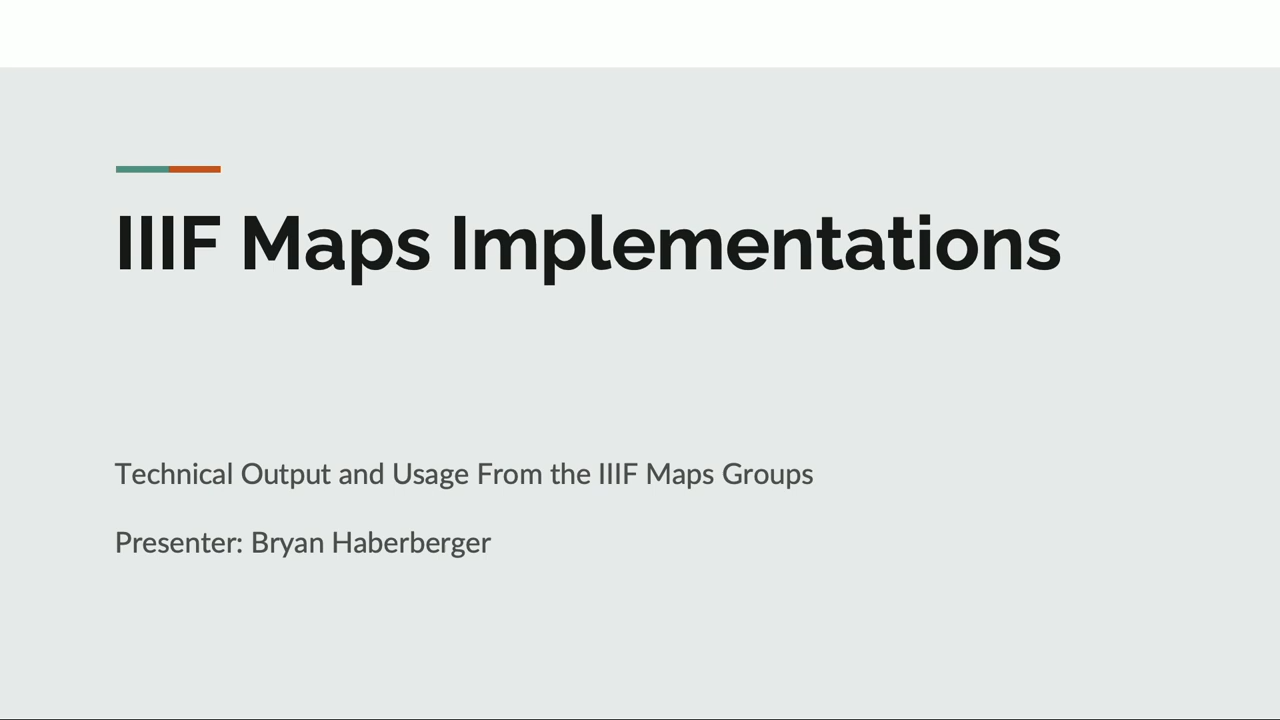 IIIF Maps Implementations
Technical Output and Usage From the IIIF Maps Groups
Presenter: Bryan Haberberger